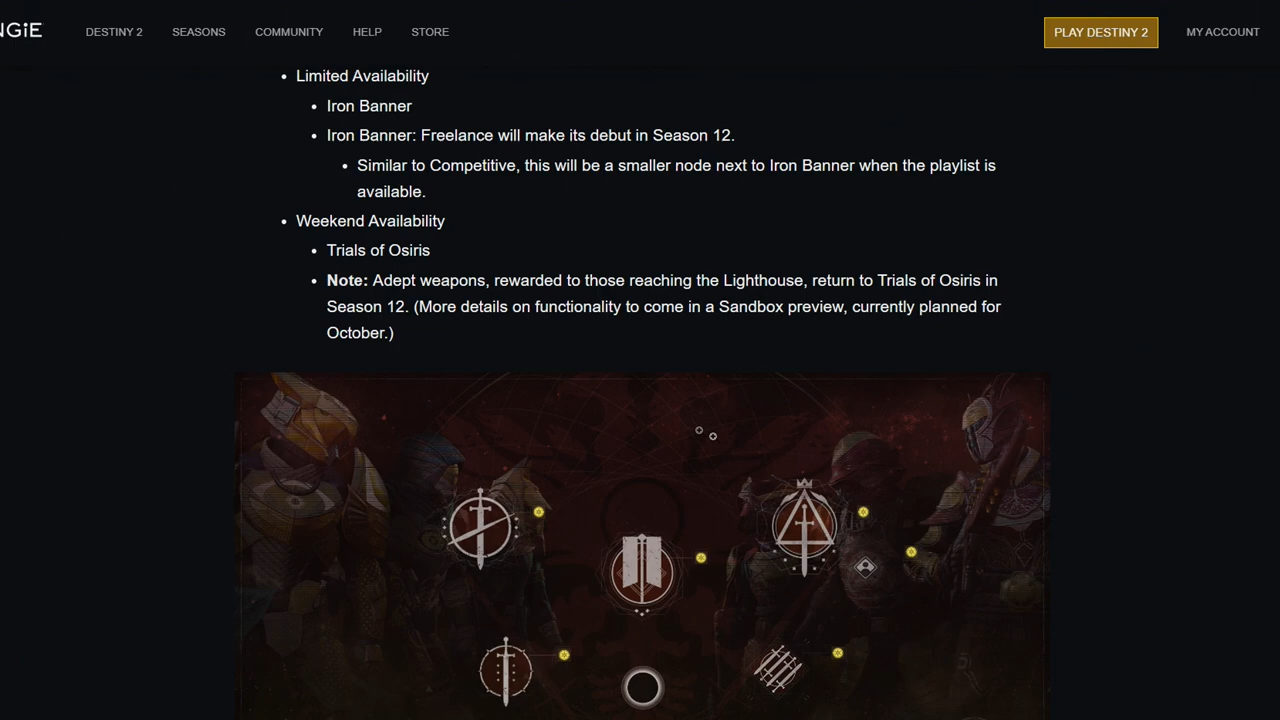 NGiE
DESTINY 2
SEASONS
COMMUNITY
HELP
STORE
PLAY DESTINY 2
MY ACCOUNT
• Limited Availability
• Iron Banner
• Iron Banner: Freelance will make its debut in Season 12.
• Similar to Competitive, this will be a smaller node next to Iron Banner when the playlist is
available.
• Weekend Availability
• Trials of Osiris
• Note: Adept weapons, rewarded to those reaching the Lighthouse, return to Trials of Osiris in
Season 12. (More details on functionality to come in a Sandbox preview, currently planned for
October.)